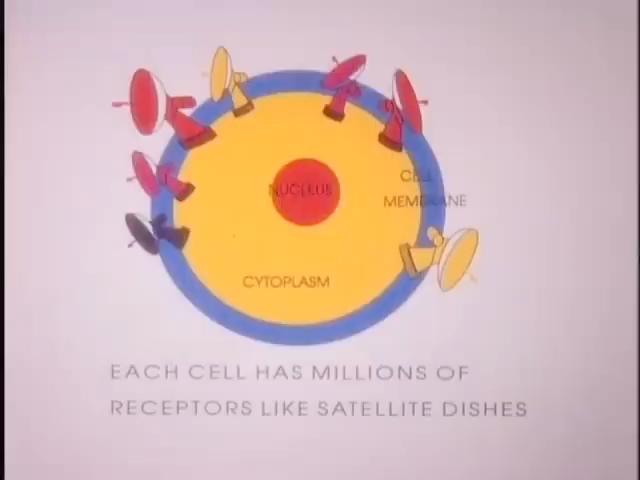 NUCLEUS
CELL
MEMBRANE
CYTOPLASM
EACH CELL HAS MILLIONS OF
RECEPTORS LIKE SATELLITE DISHES